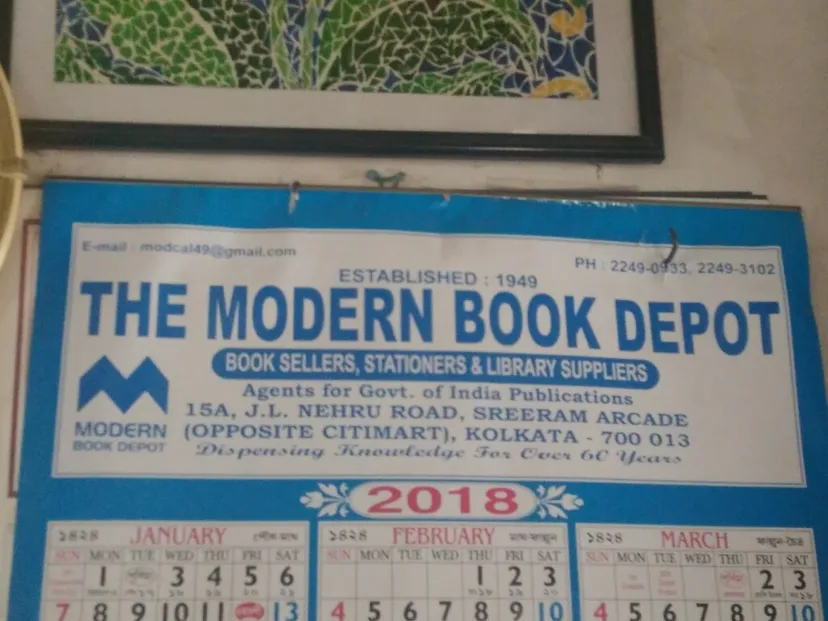 E-mail : modcal49@gmail.com
PH : 2249-0933, 2249-3102
ESTABLISHED : 1949
THE MODERN BOOK DEPOT
BOOK SELLERS, STATIONERS & LIBRARY SUPPLIERS
Agents for Govt. of India Publications
15A, J.L. NEHRU ROAD, SREERAM ARCADE
(OPPOSITE CITIMART), KOLKATA - 700 013
Dispensing Knowledge For Over 60 Years
MODERN
BOOK DEPOT
2018
১৪২৪ JANUARY পৌষ-মাঘ
SUN MON TUE WED THU FRI SAT
1 3 4 5 6
7 8 9 10 11 13
১৪২৪ FEBRUARY মাঘ-ফাল্গুন
SUN MON TUE WED THU FRI SAT
1 2 3
4 5 6 7 8 9 10
১৪২৪ MARCH ফাল্গুন-চৈত্র
SUN MON TUE WED THU FRI SAT
2 3
4 5 6 7 8 9 10